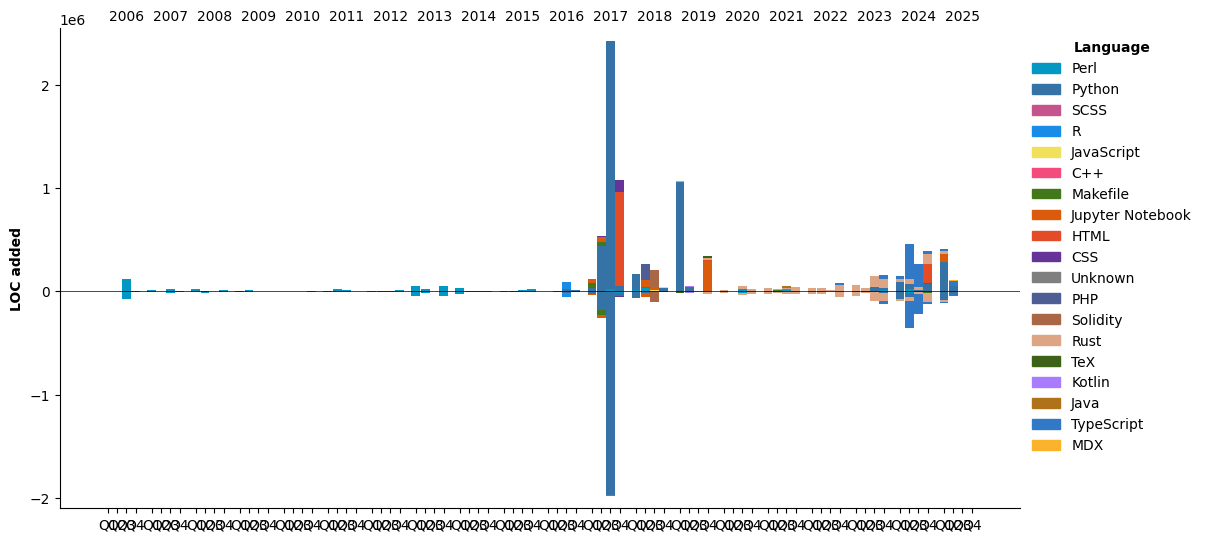 2006 2007 2008 2009 2010 2011 2012 2013 2014 2015 2016 2017 2018 2019 2020 2021 2022 2023 2024 2025
1e6
2
1
0
−1
−2
LOC added
Language
Perl
Python
SCSS
R
JavaScript
C++
Makefile
Jupyter Notebook
HTML
CSS
Unknown
PHP
Solidity
Rust
TeX
Kotlin
Java
TypeScript
MDX